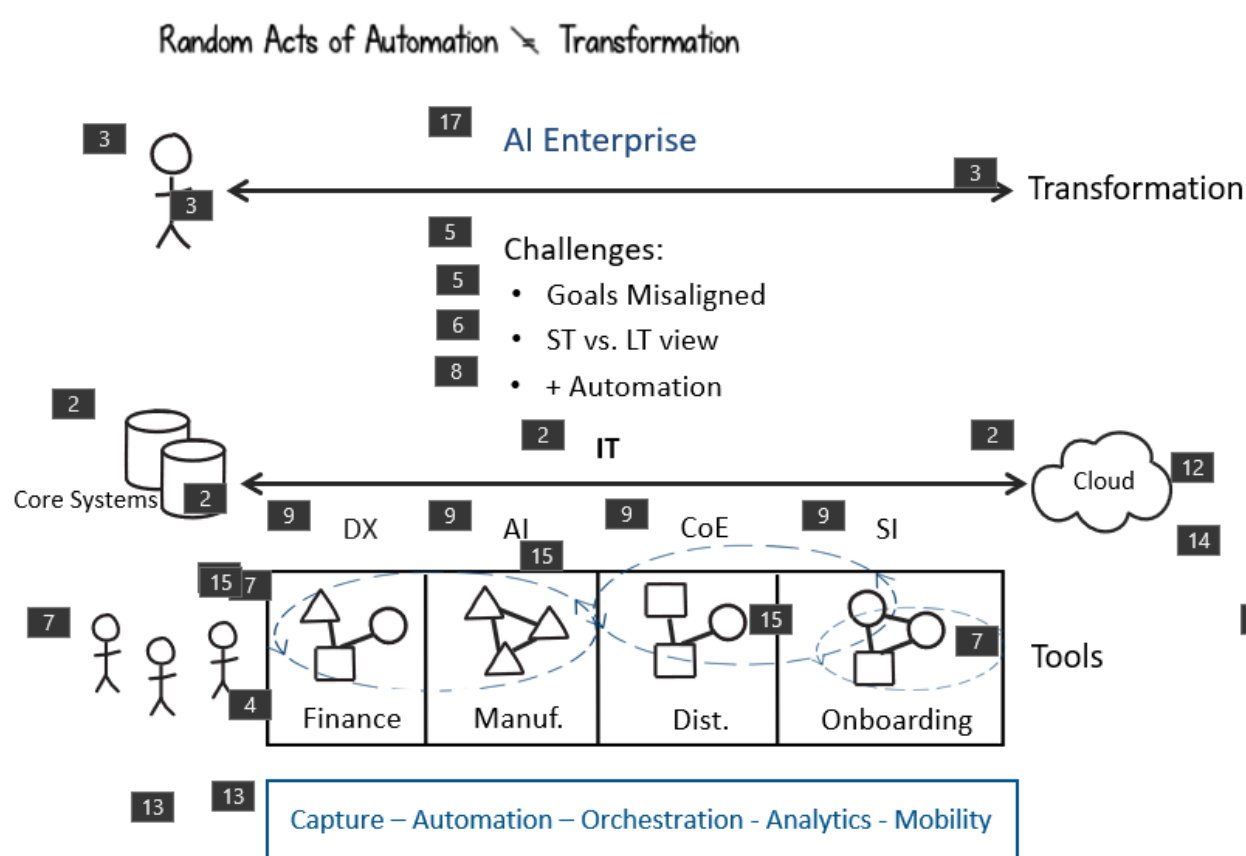 Random Acts of Automation ≠ Transformation
17
3
AI Enterprise
3
Transformation
3
5
Challenges:
5
• Goals Misaligned
6
• ST vs. LT view
8
• + Automation
2
2
IT
2
Cloud
12
Core Systems
2
9
DX
9
AI
9
CoE
9
SI
14
15
15
7
7
15
7
Tools
4
Finance
Manuf.
Dist.
Onboarding
13
13
Capture – Automation – Orchestration - Analytics - Mobility